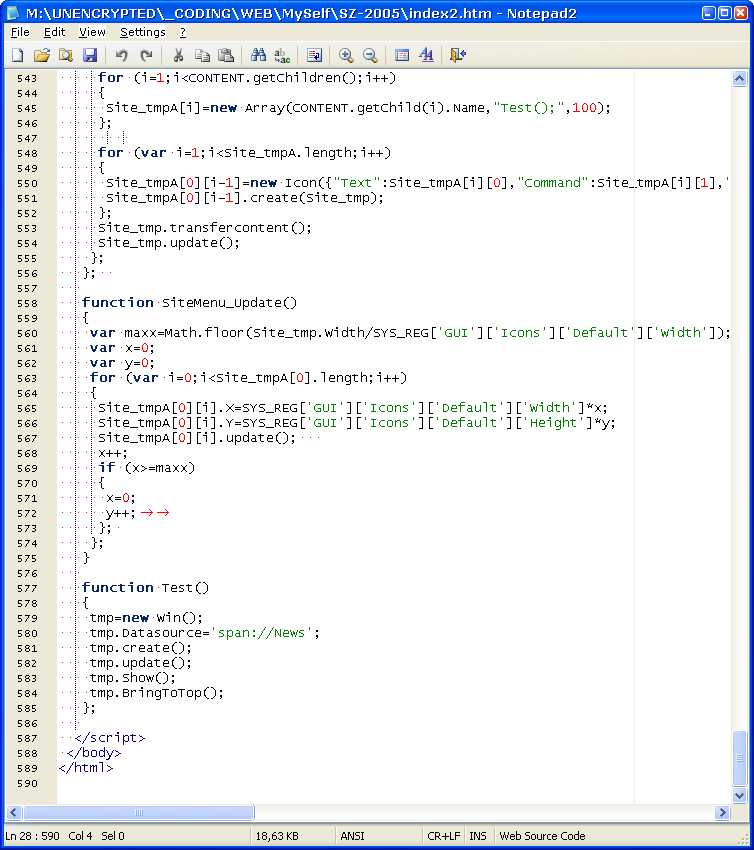 M:\UNENCRYPTED\_CODING\WEB\MySelf\SZ-2005\index2.htm - Notepad2
File Edit View Settings ?
543 for (i=1;i<CONTENT.getChildren();i++)
544 {
545 Site_tmpA[i]=new Array(CONTENT.getChild(i).Name,"Test();",100);
546 };
547
548 for (var i=1;i<Site_tmpA.length;i++)
549 {
550 Site_tmpA[0][i-1]=new Icon({"Text":Site_tmpA[i][0],"Command":Site_tmpA[i][1],'
551 Site_tmpA[0][i-1].create(Site_tmp);
552 };
553 Site_tmp.transfercontent();
554 Site_tmp.update();
555 };
556 };
557
558 function SiteMenu_Update()
559 {
560 var maxx=Math.floor(Site_tmp.Width/SYS_REG['GUI']['Icons']['Default']['Width']);
561 var x=0;
562 var y=0;
563 for (var i=0;i<Site_tmpA[0].length;i++)
564 {
565 Site_tmpA[0][i].X=SYS_REG['GUI']['Icons']['Default']['Width']*x;
566 Site_tmpA[0][i].Y=SYS_REG['GUI']['Icons']['Default']['Height']*y;
567 Site_tmpA[0][i].update();
568 x++;
569 if (x>=maxx)
570 {
571 x=0;
572 y++;
573 };
574 };
575 }
576
577 function Test()
578 {
579 tmp=new Win();
580 tmp.Datasource='span://News';
581 tmp.create();
582 tmp.update();
583 tmp.Show();
584 tmp.BringToTop();
585 };
586
587 </script>
588 </body>
589 </html>
590
Ln 28 : 590 Col 4 Sel 0 18,63 KB ANSI CR+LF INS Web Source Code